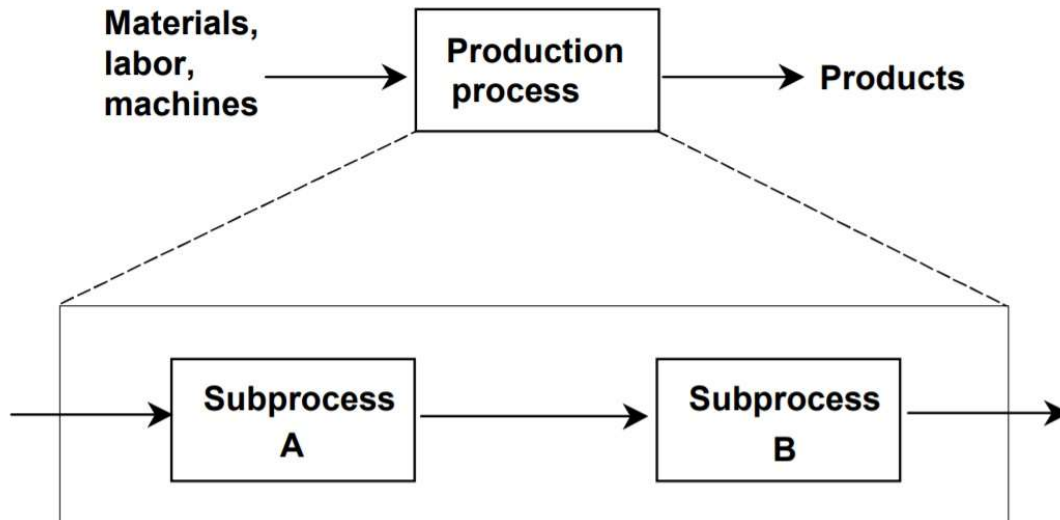 Materials,
labor,
machines
Production
process
Products
Subprocess
A
Subprocess
B